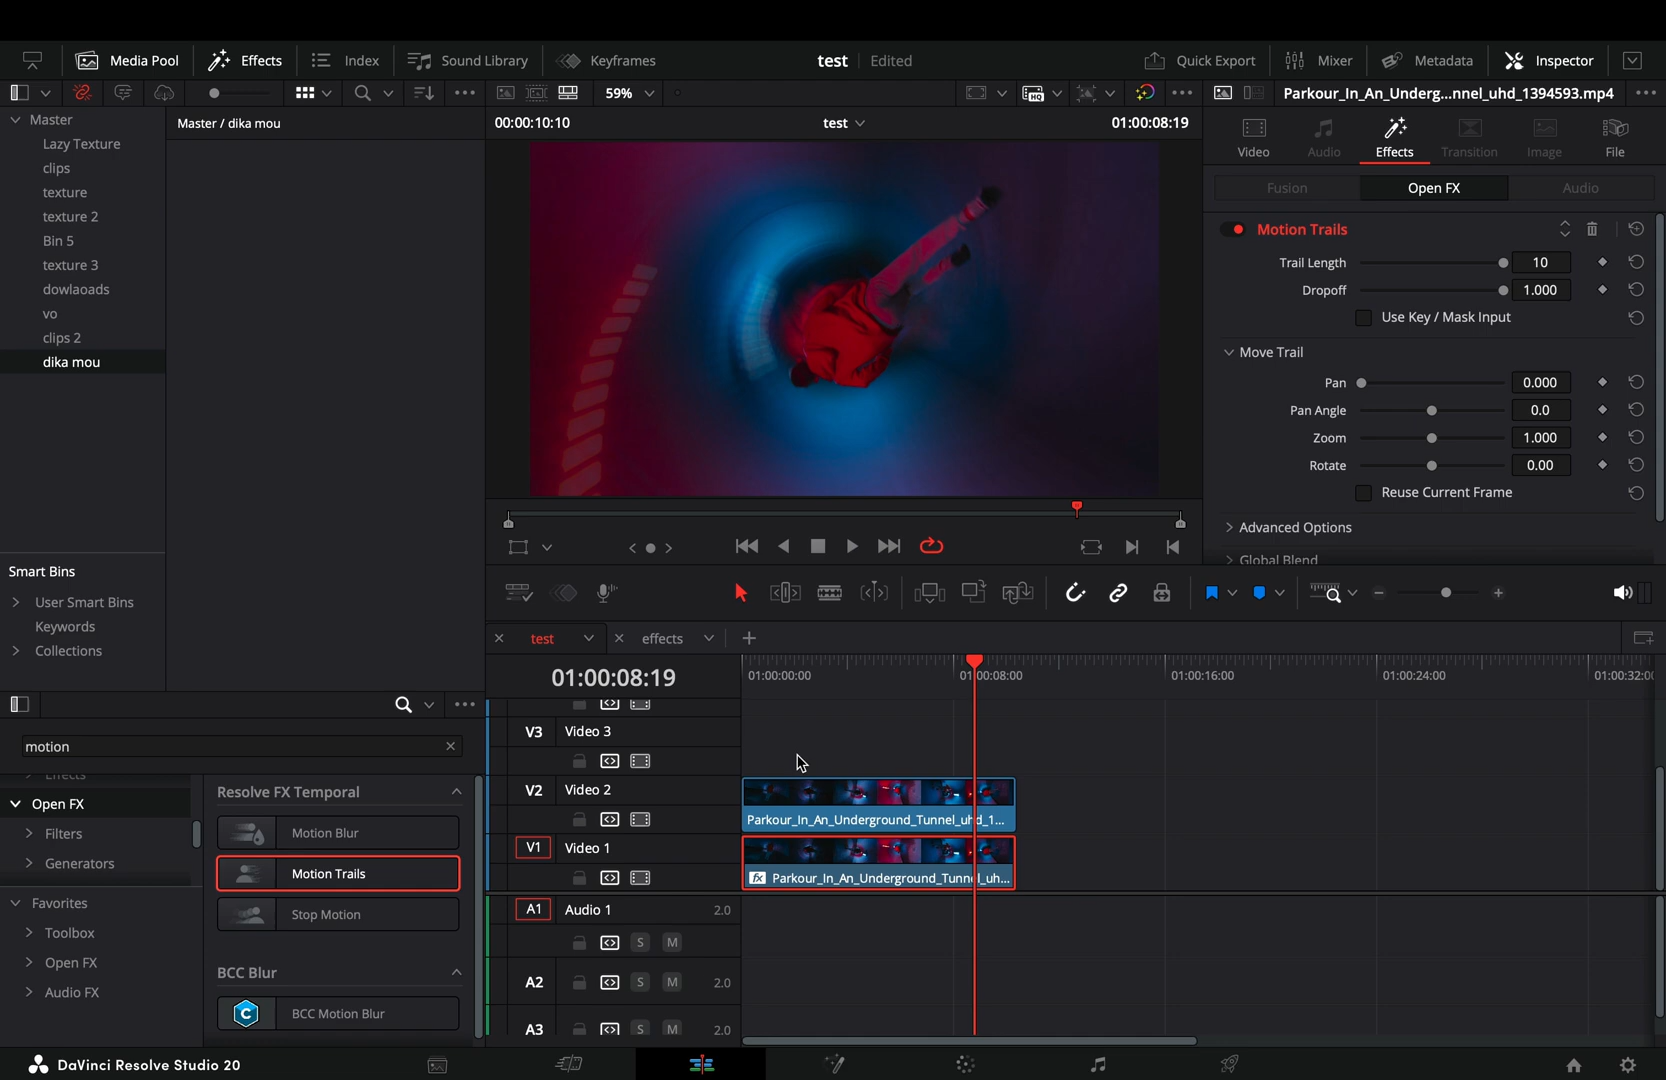 Media Pool
Effects
Index
Sound Library
Keyframes
test
Edited
Quick Export
Mixer
Metadata
Inspector
59%
Parkour_In_An_Underg...nnel_uhd_1394593.mp4
Master
Master / dika mou
00:00:10:10
test
01:00:08:19
Lazy Texture
clips
texture
texture 2
Bin 5
texture 3
dowlaoads
vo
clips 2
dika mou
Video
Audio
Effects
Transition
Image
File
Fusion
Open FX
Audio
Motion Trails
Trail Length
10
Dropoff
1.000
Use Key / Mask Input
Move Trail
Pan
0.000
Pan Angle
0.0
Zoom
1.000
Rotate
0.00
Reuse Current Frame
Advanced Options
Global Blend
Smart Bins
User Smart Bins
Keywords
Collections
test
effects
01:00:08:19
01:00:00:00
01:00:08:00
01:00:16:00
01:00:24:00
01:00:32:00
motion
Effects
Open FX
Filters
Generators
Favorites
Toolbox
Open FX
Audio FX
Resolve FX Temporal
Motion Blur
Motion Trails
Stop Motion
BCC Blur
BCC Motion Blur
V3
Video 3
V2
Video 2
Parkour_In_An_Underground_Tunnel_uhd_1...
V1
Video 1
fx
Parkour_In_An_Underground_Tunnel_uh...
A1
Audio 1
2.0
S
M
A2
S
M
2.0
A3
S
M
2.0
DaVinci Resolve Studio 20